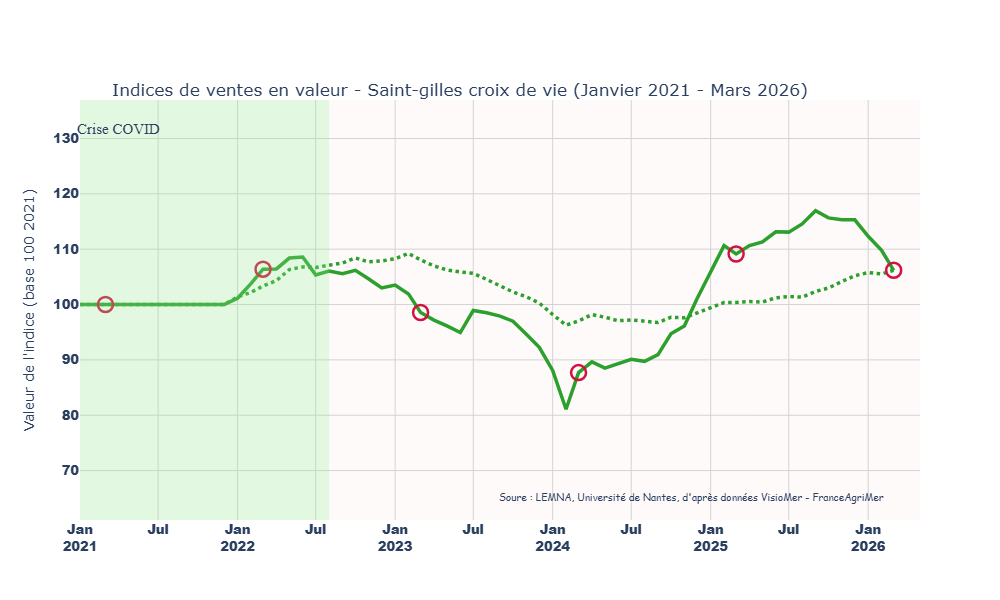 Indices de ventes en valeur - Saint-gilles croix de vie (Janvier 2021 - Mars 2026)
Crise COVID
Valeur de l'indice (base 100 2021)
130
120
110
100
90
80
70
Soure : LEMNA, Université de Nantes, d'après données VisioMer - FranceAgriMer
Jan Jul Jan Jul Jan Jul Jan Jul Jan Jul Jan
2021 2022 2023 2024 2025 2026